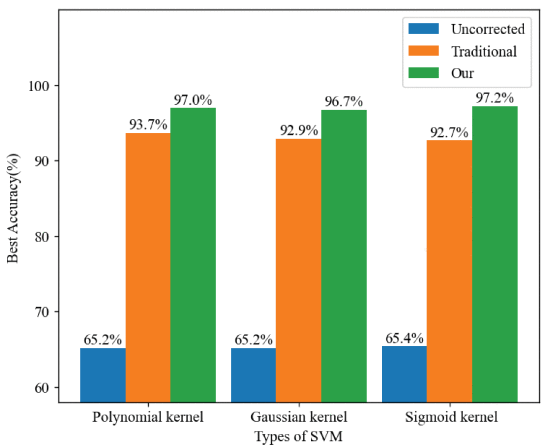 Uncorrected
Traditional
Our
100
90
80
70
60
Best Accuracy(%)
65.2%
93.7%
97.0%
65.2%
92.9%
96.7%
65.4%
92.7%
97.2%
Polynomial kernel
Gaussian kernel
Sigmoid kernel
Types of SVM